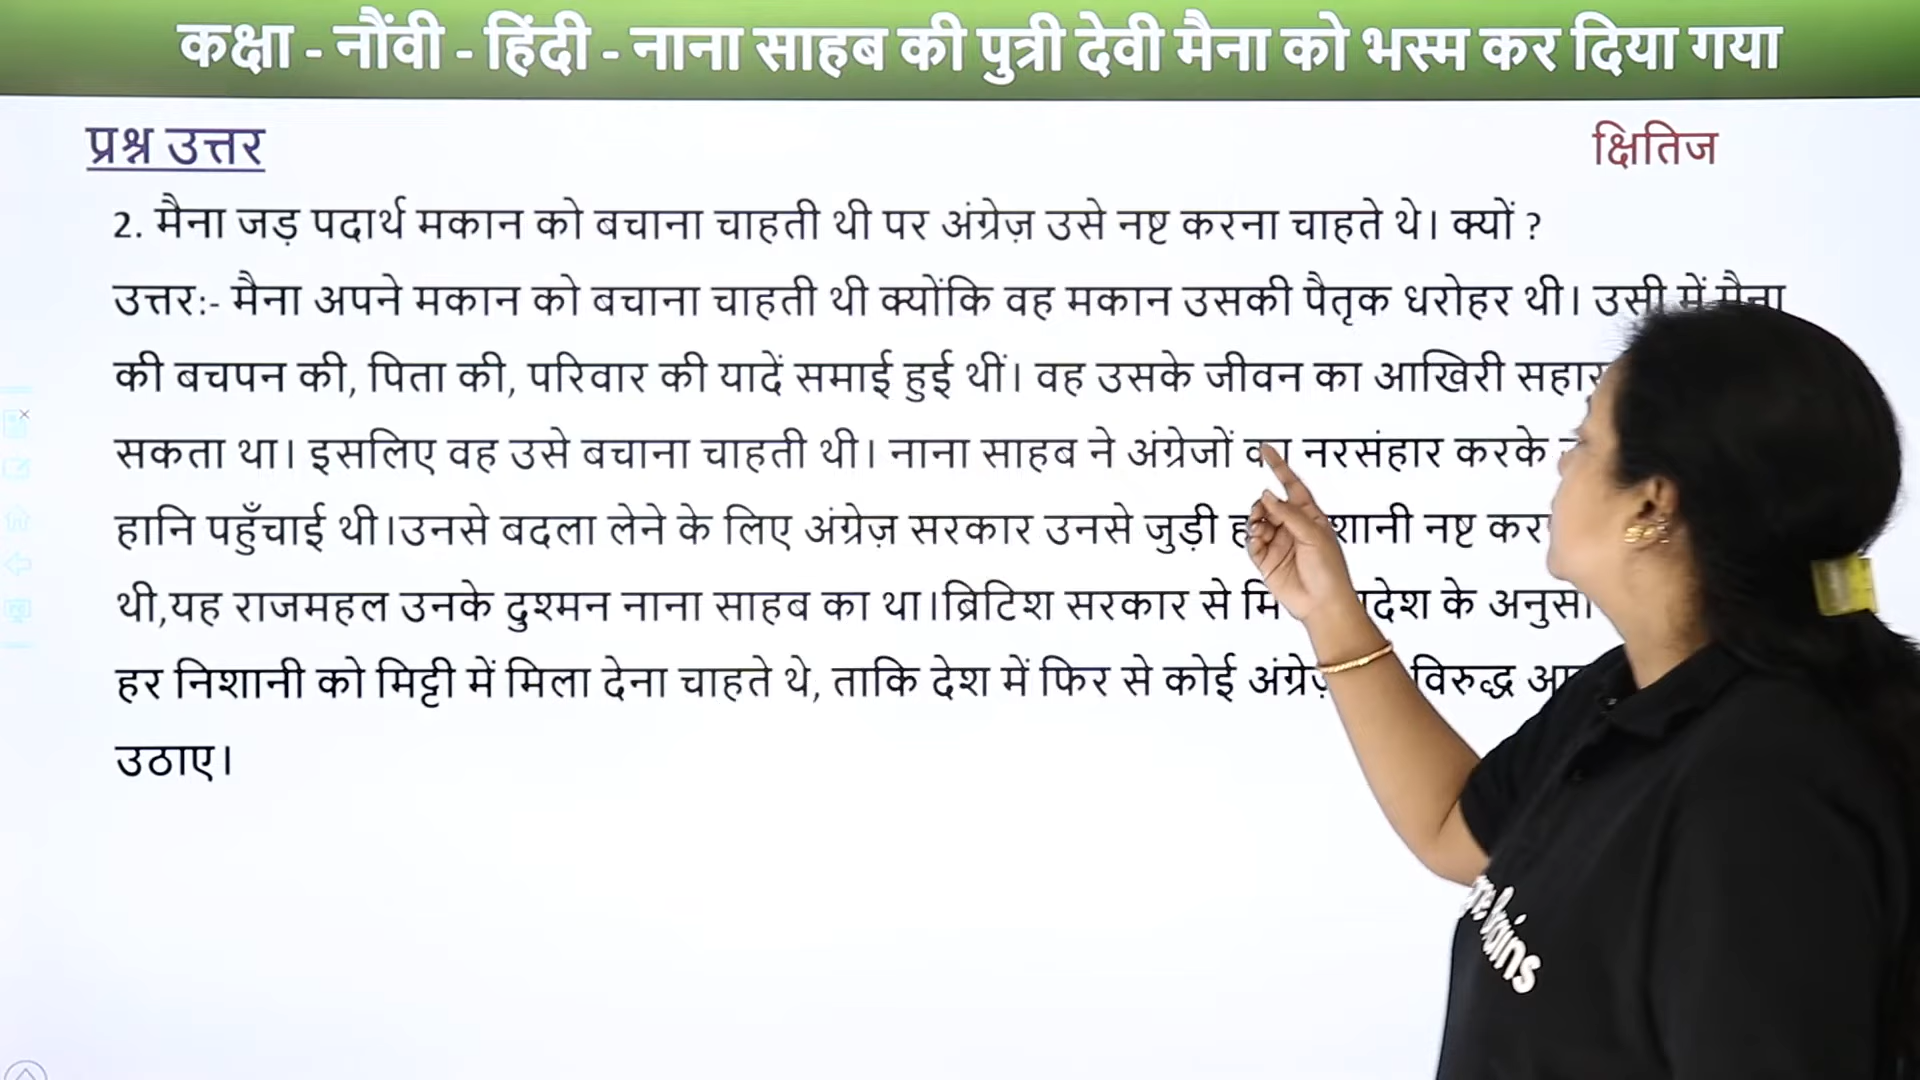 कक्षा - नौंवी - हिंदी - नाना साहब की पुत्री देवी मैना को भस्म कर दिया गया
प्रश्न उत्तर
क्षितिज
2. मैना जड़ पदार्थ मकान को बचाना चाहती थी पर अंग्रेज़ उसे नष्ट करना चाहते थे। क्यों ?
उत्तर:- मैना अपने मकान को बचाना चाहती थी क्योंकि वह मकान उसकी पैतृक धरोहर थी। उसी में मैना
की बचपन की, पिता की, परिवार की यादें समाई हुई थीं। वह उसके जीवन का आखिरी
सकता था। इसलिए वह उसे बचाना चाहती थी। नाना साहब ने अंग्रेजों का नरसंहार करके
हानि पहुँचाई थी।उनसे बदला लेने के लिए अंग्रेज़ सरकार उनसे जुड़ी नष्ट
थी,यह राजमहल उनके दुश्मन नाना साहब का था।ब्रिटिश सरकार से के
हर निशानी को मिट्टी में मिला देना चाहते थे, ताकि देश में फिर से कोई विरुद्ध
उठाए।